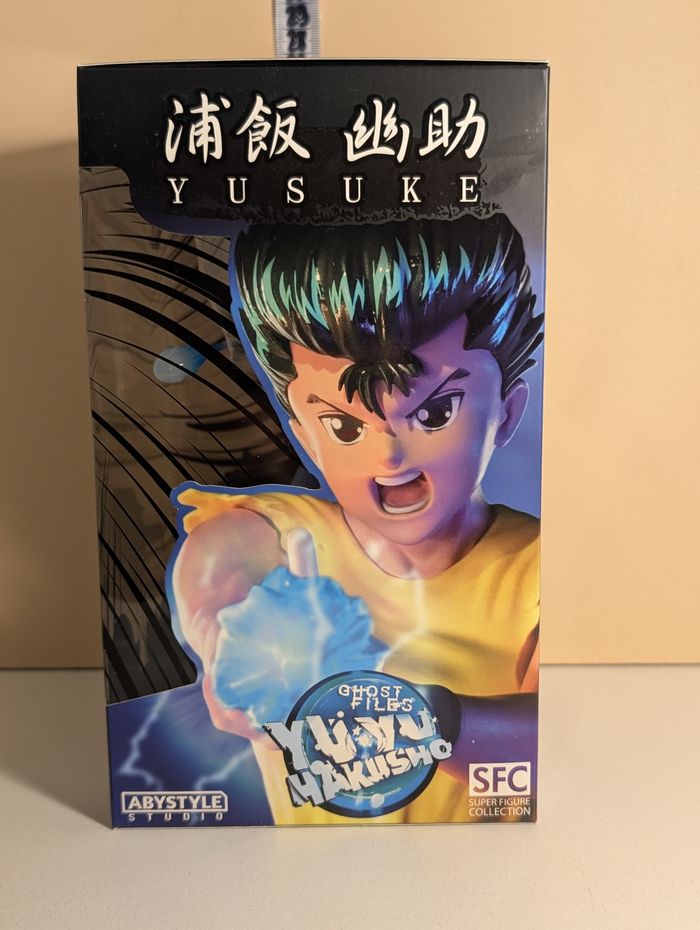 浦飯 幽助
YUSUKE
GHOST
FILES
YU YU
HAKUSHO
ABYSTYLE
STUDIO
SFC
SUPER FIGURE
COLLECTION